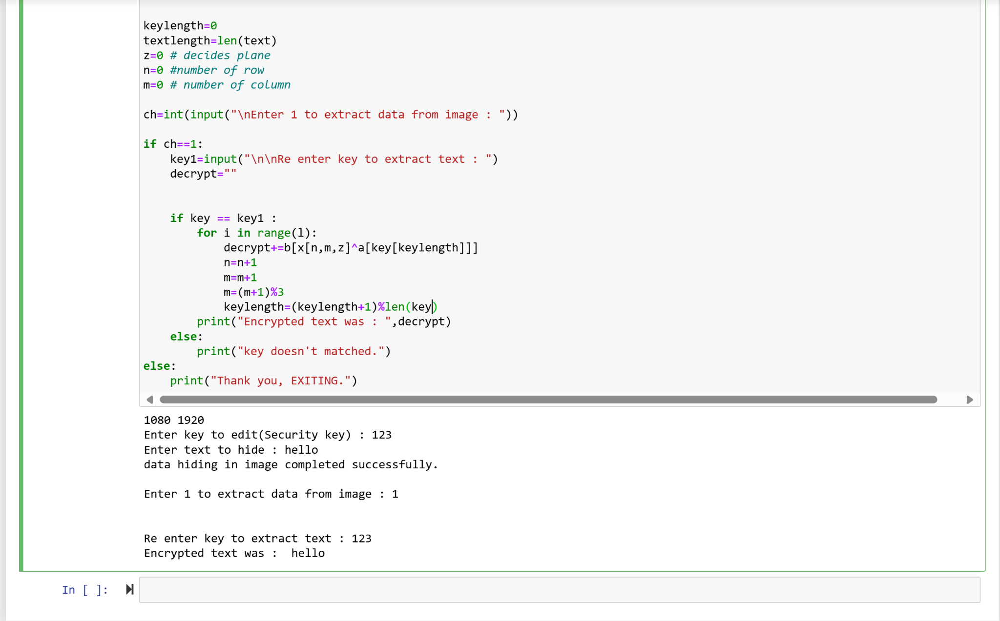 keylength=0
textlength=len(text)
z=0 # decides plane
n=0 #number of row
m=0 # number of column
ch=int(input("\nEnter 1 to extract data from image : "))
if ch==1:
    key1=input("\n\nRe enter key to extract text : ")
    decrypt=""
    if key == key1 :
        for i in range(l):
            decrypt+=b[x[n,m,z]^a[key[keylength]]]
            n=n+1
            m=m+1
            m=(m+1)%3
            keylength=(keylength+1)%len(key)
        print("Encrypted text was : ",decrypt)
    else:
        print("key doesn't matched.")
else:
    print("Thank you, EXITING.")
1080 1920
Enter key to edit(Security key) : 123
Enter text to hide : hello
data hiding in image completed successfully.
Enter 1 to extract data from image : 1
Re enter key to extract text : 123
Encrypted text was :  hello
In [ ]: